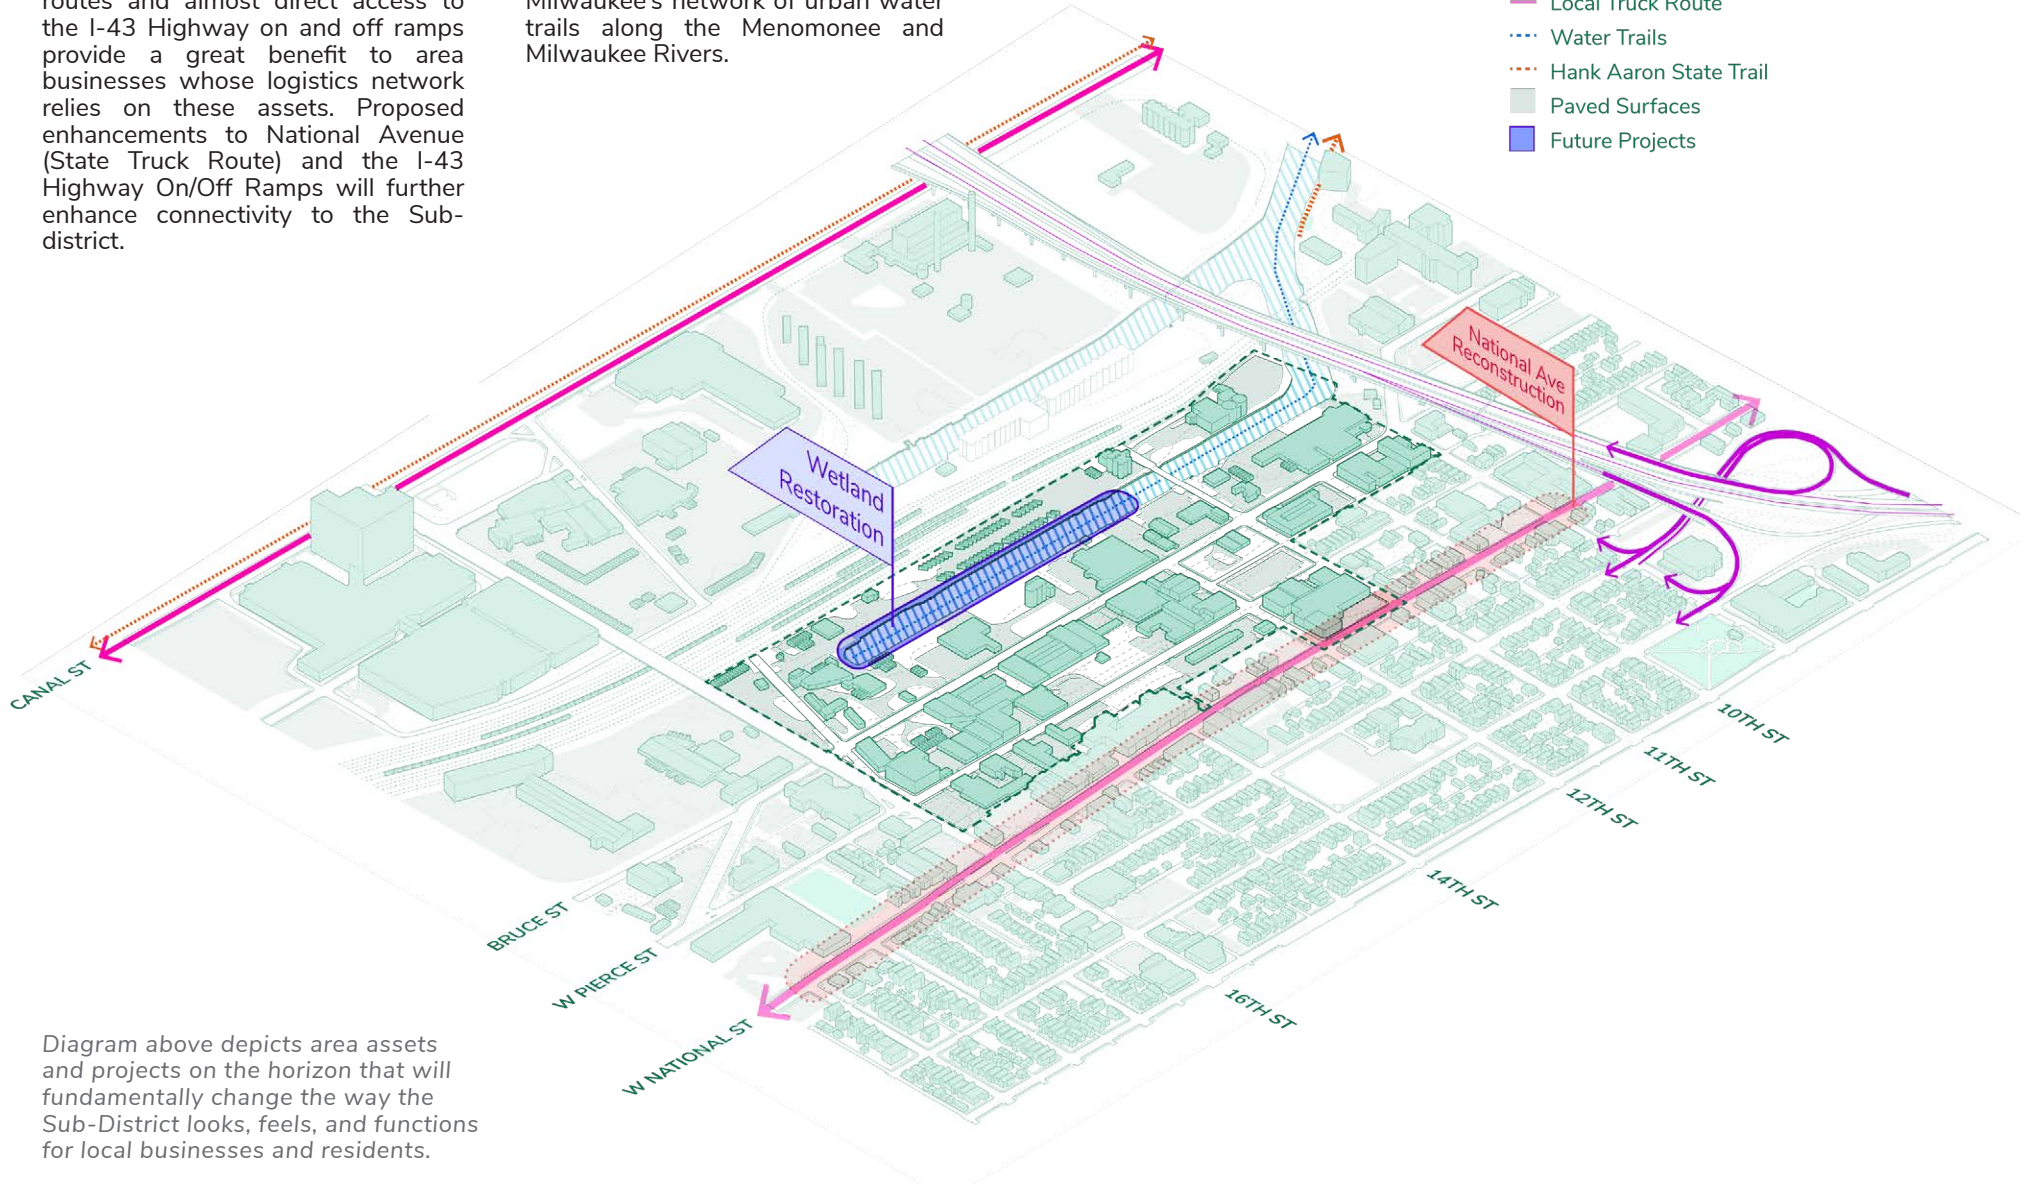 routes and almost direct access to
the I-43 Highway on and off ramps
provide a great benefit to area
businesses whose logistics network
relies on these assets. Proposed
enhancements to National Avenue
(State Truck Route) and the I-43
Highway On/Off Ramps will further
enhance connectivity to the Sub-
district.
Milwaukee's network of urban water
trails along the Menomonee and
Milwaukee Rivers.
Local Truck Route
Water Trails
Hank Aaron State Trail
Paved Surfaces
Future Projects
National Ave
Reconstruction
Wetland
Restoration
CANAL ST
BRUCE ST
W PIERCE ST
W NATIONAL ST
10TH ST
11TH ST
12TH ST
14TH ST
16TH ST
Diagram above depicts area assets
and projects on the horizon that will
fundamentally change the way the
Sub-District looks, feels, and functions
for local businesses and residents.